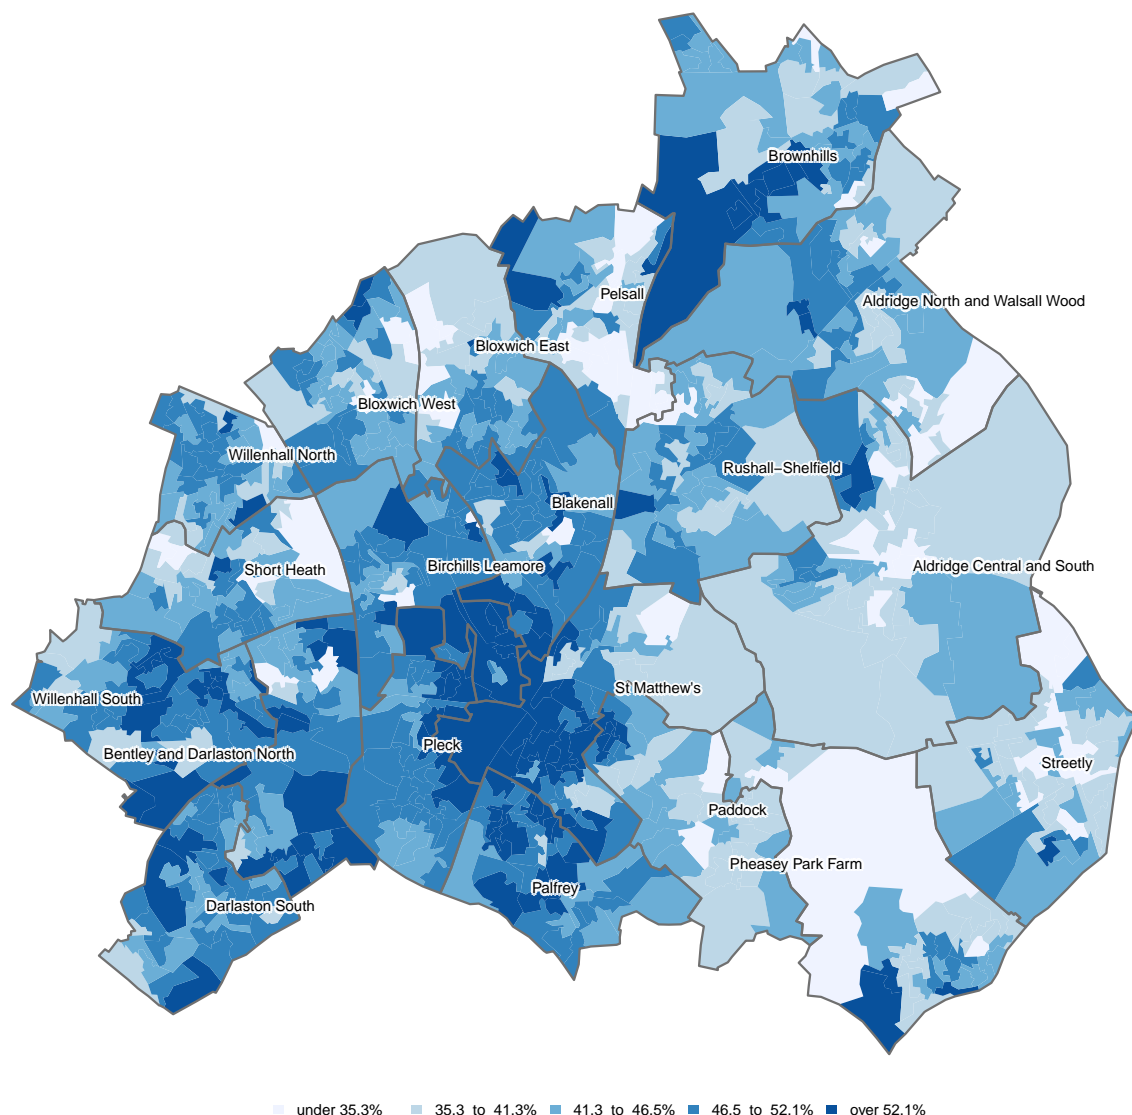 Brownhills
Pelsall
Aldridge North and Walsall Wood
Bloxwich East
Bloxwich West
Willenhall North
Rushall−Shelfield
Blakenall
Short Heath
Birchills Leamore
Aldridge Central and South
St Matthew's
Willenhall South
Pleck
Bentley and Darlaston North
Streetly
Paddock
Pheasey Park Farm
Palfrey
Darlaston South
under 35.3% 35.3 to 41.3% 41.3 to 46.5% 46.5 to 52.1% over 52.1%